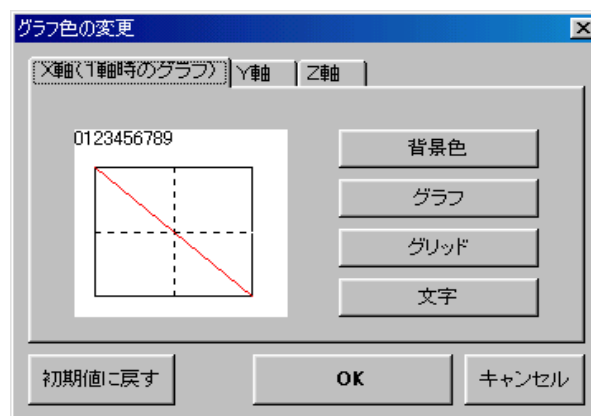 グラフ色の変更
X軸(1軸時のグラフ)
Y軸
Z軸
0123456789
背景色
グラフ
グリッド
文字
初期値に戻す
OK
キャンセル